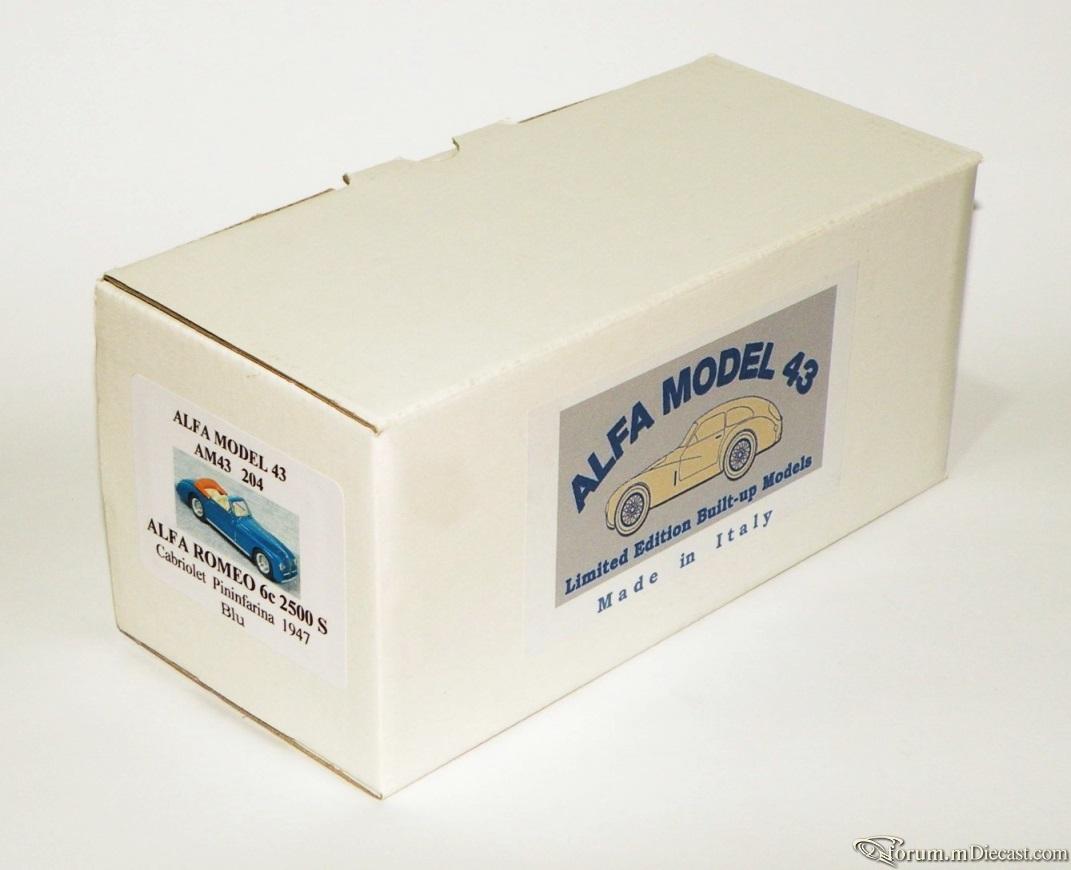 ALFA MODEL 43
AM43 204
ALFA ROMEO 6c 2500 S
Cabriolet Pininfarina 1947
Blu
ALFA MODEL 43
Limited Edition Built-up Models
Made in Italy
forum.mDiecast.com